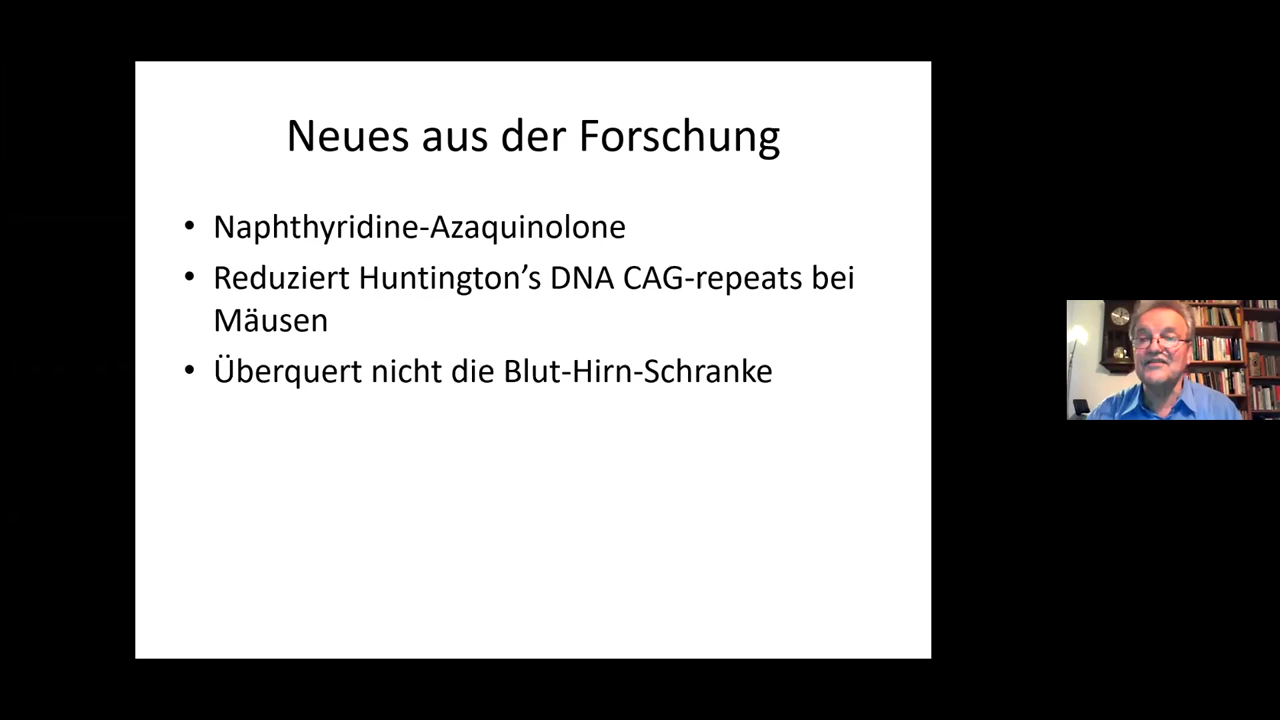 Neues aus der Forschung
• Naphthyridine-Azaquinolone
• Reduziert Huntington’s DNA CAG-repeats bei
Mäusen
• Überquert nicht die Blut-Hirn-Schranke